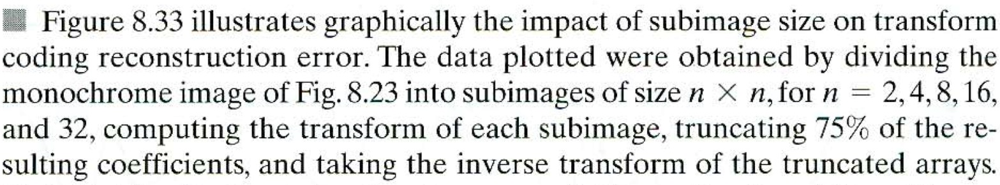 Figure 8.33 illustrates graphically the impact of subimage size on transform
coding reconstruction error. The data plotted were obtained by dividing the
monochrome image of Fig. 8.23 into subimages of size n × n, for n = 2, 4, 8, 16,
and 32, computing the transform of each subimage, truncating 75% of the re-
sulting coefficients, and taking the inverse transform of the truncated arrays.